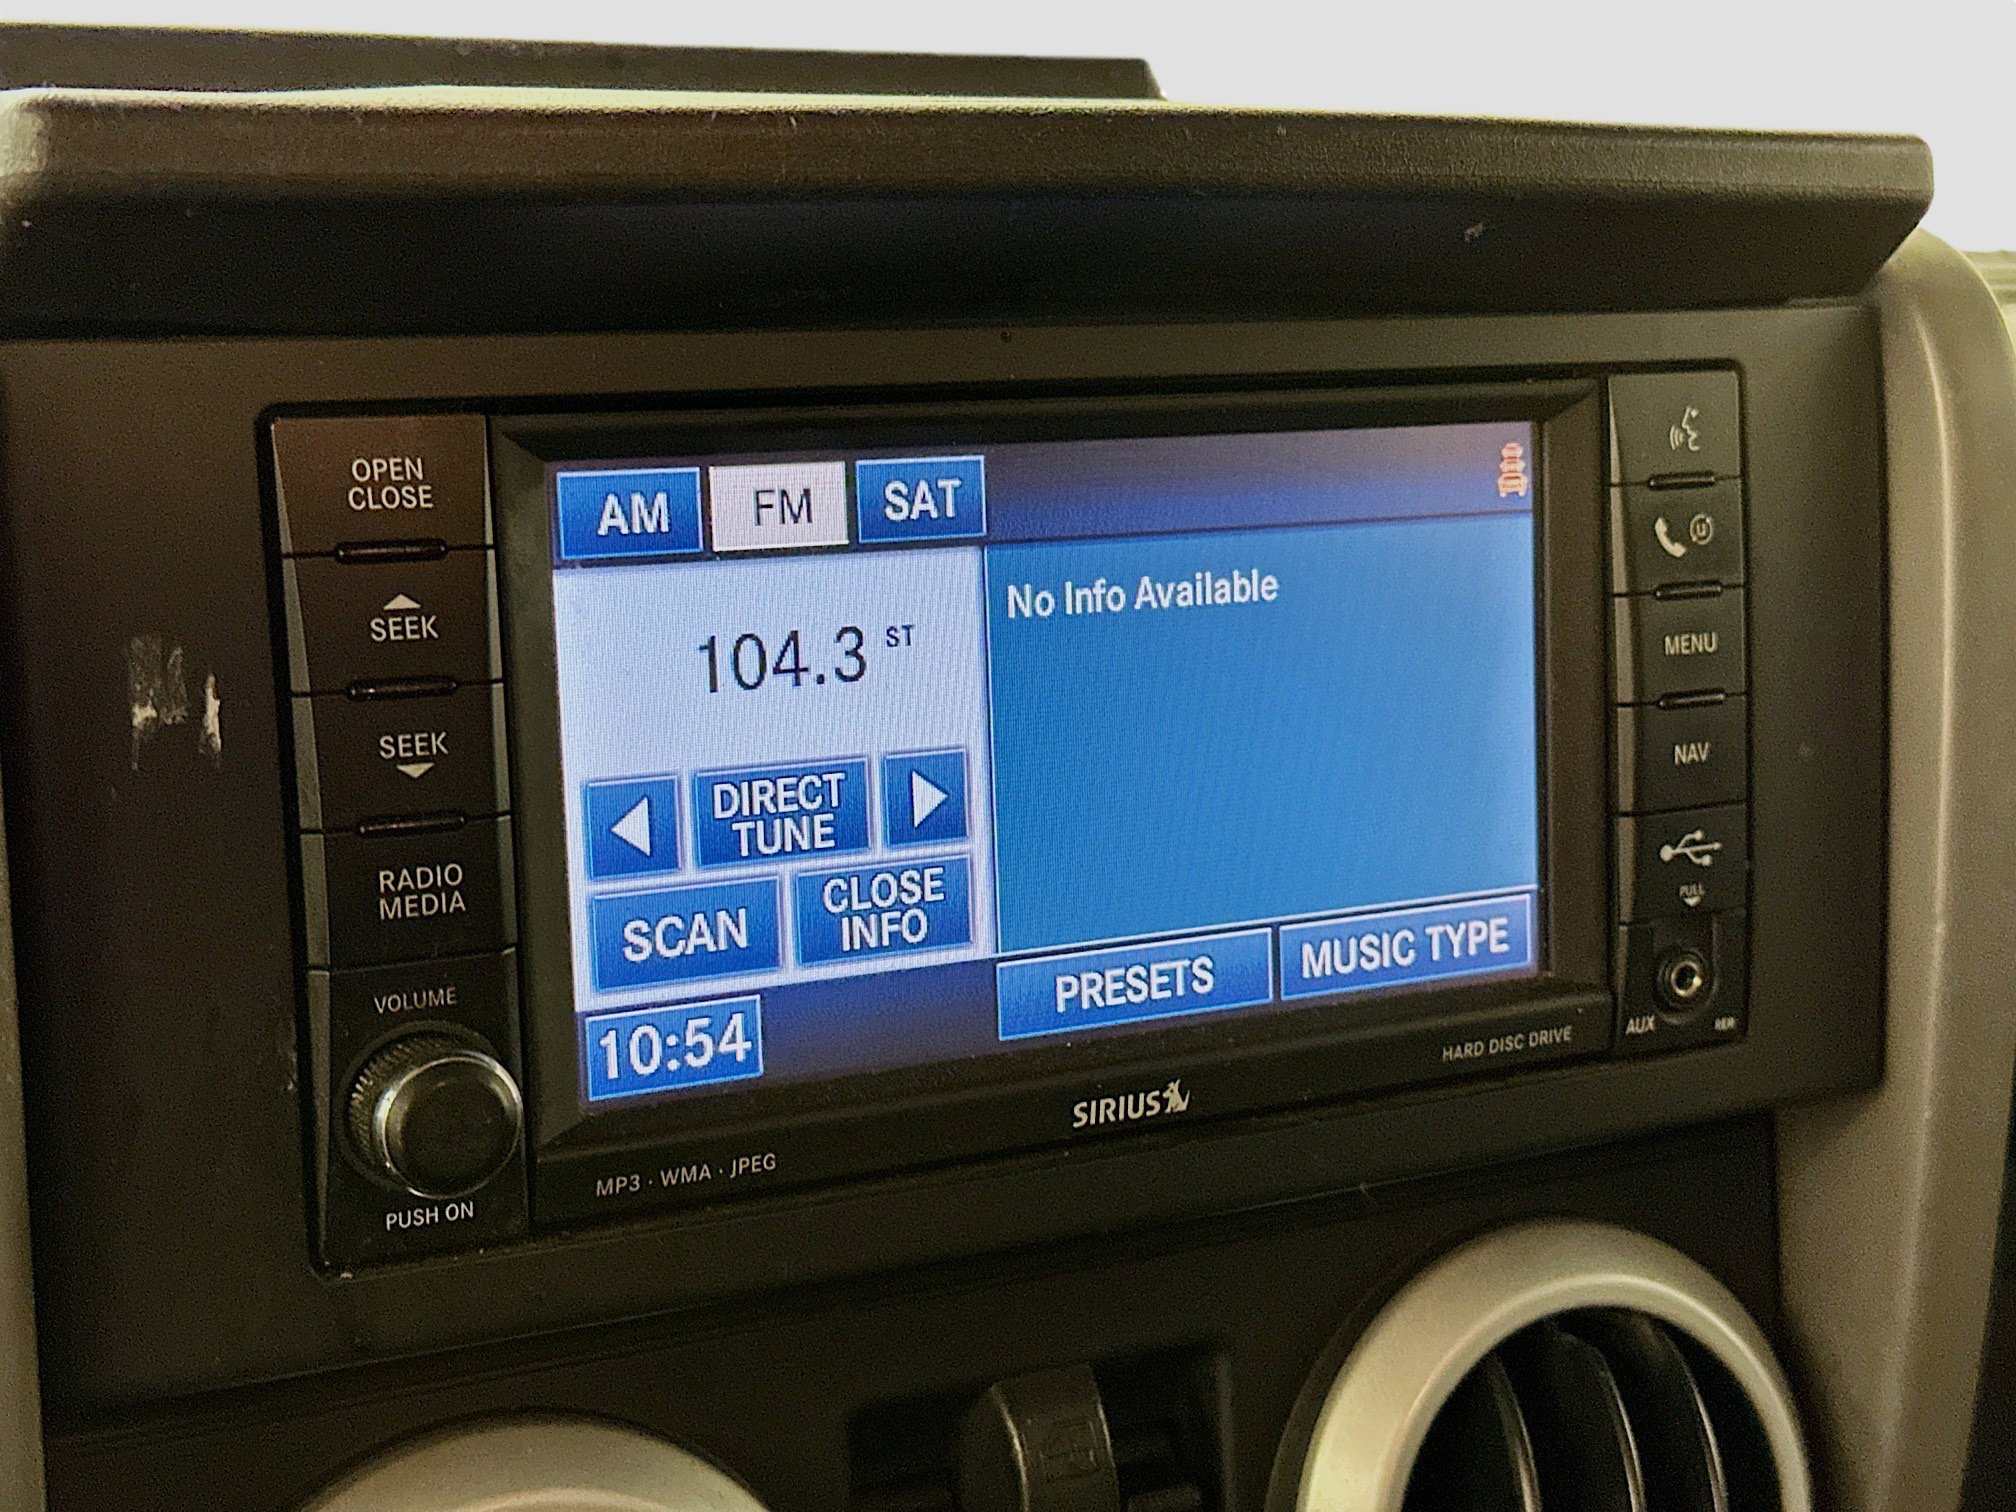 OPEN
CLOSE
SEEK
SEEK
RADIO
MEDIA
VOLUME
PUSH ON
AM FM SAT
104.3 ST
No Info Available
DIRECT
TUNE
SCAN
CLOSE
INFO
10:54
PRESETS
MUSIC TYPE
MP3 · WMA · JPEG
SIRIUS
HARD DISC DRIVE
MENU
NAV
PULL
AUX